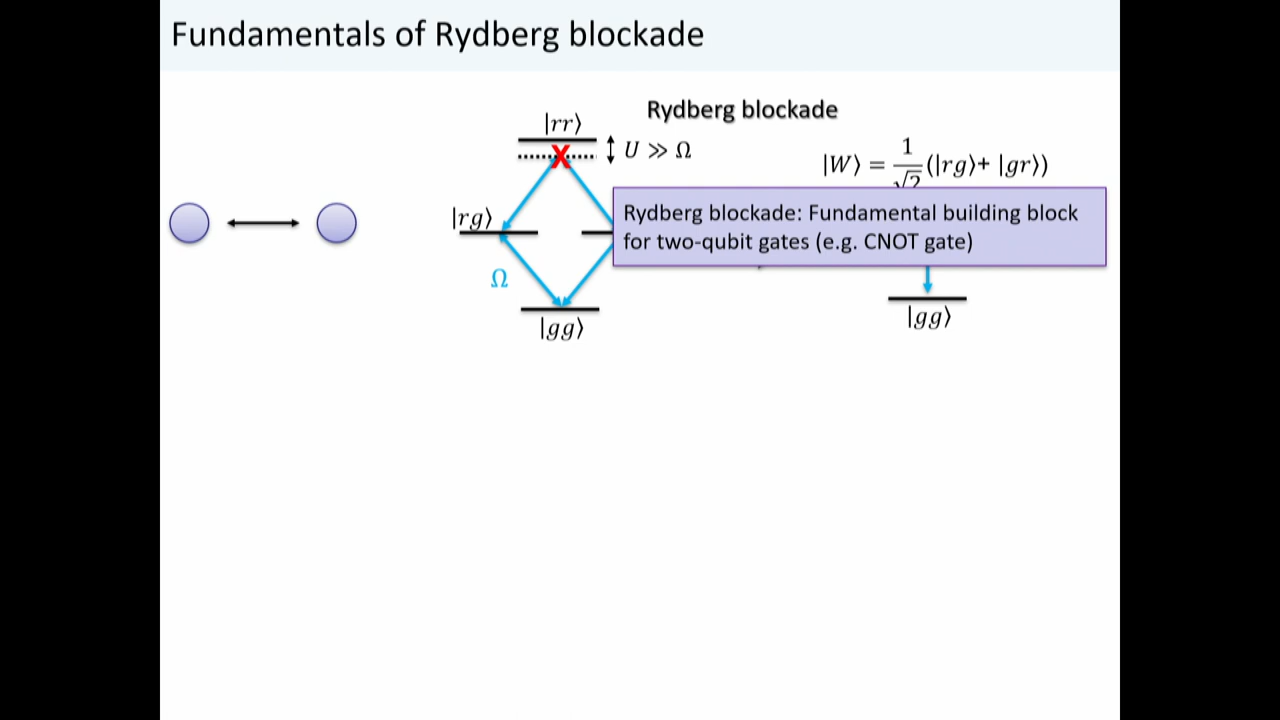 Fundamentals of Rydberg blockade
Rydberg blockade
|rr⟩
X
U ≫ Ω
|W⟩ = 1/√2 (|rg⟩+ |gr⟩)
|rg⟩
Rydberg blockade: Fundamental building block
for two-qubit gates (e.g. CNOT gate)
Ω
|gg⟩
|gg⟩